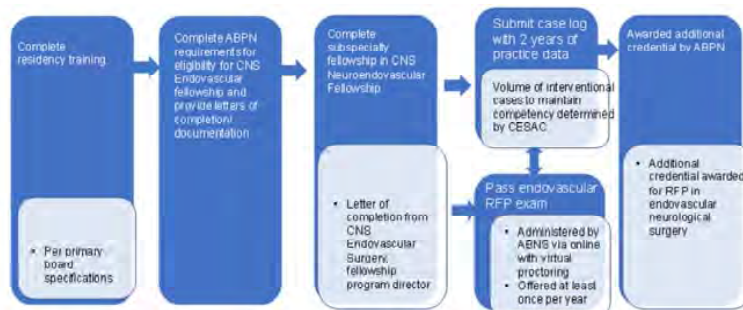 Complete
residency training
Per primary
board
specifications
Complete ABPN
requirements for
eligibility for CNS
Endovascular
fellowship and
provide letters of
completion/
documentation
Complete
subspecialty
fellowship in CNS
Neuroendovascular
Fellowship
Letter of
completion from
CNS
Endovascular
Surgery
fellowship
program director
Submit case log
with 2 years of
practice data
Volume of interventional
cases to maintain
competency determined
by CESAC
Pass endovascular
RFP exam
Administered by
ABNS via online
with virtual
proctoring
Offered at least
once per year
Awarded additional
credential by ABPN
Additional
credential awarded
for RFP in
endovascular
neurological
surgery